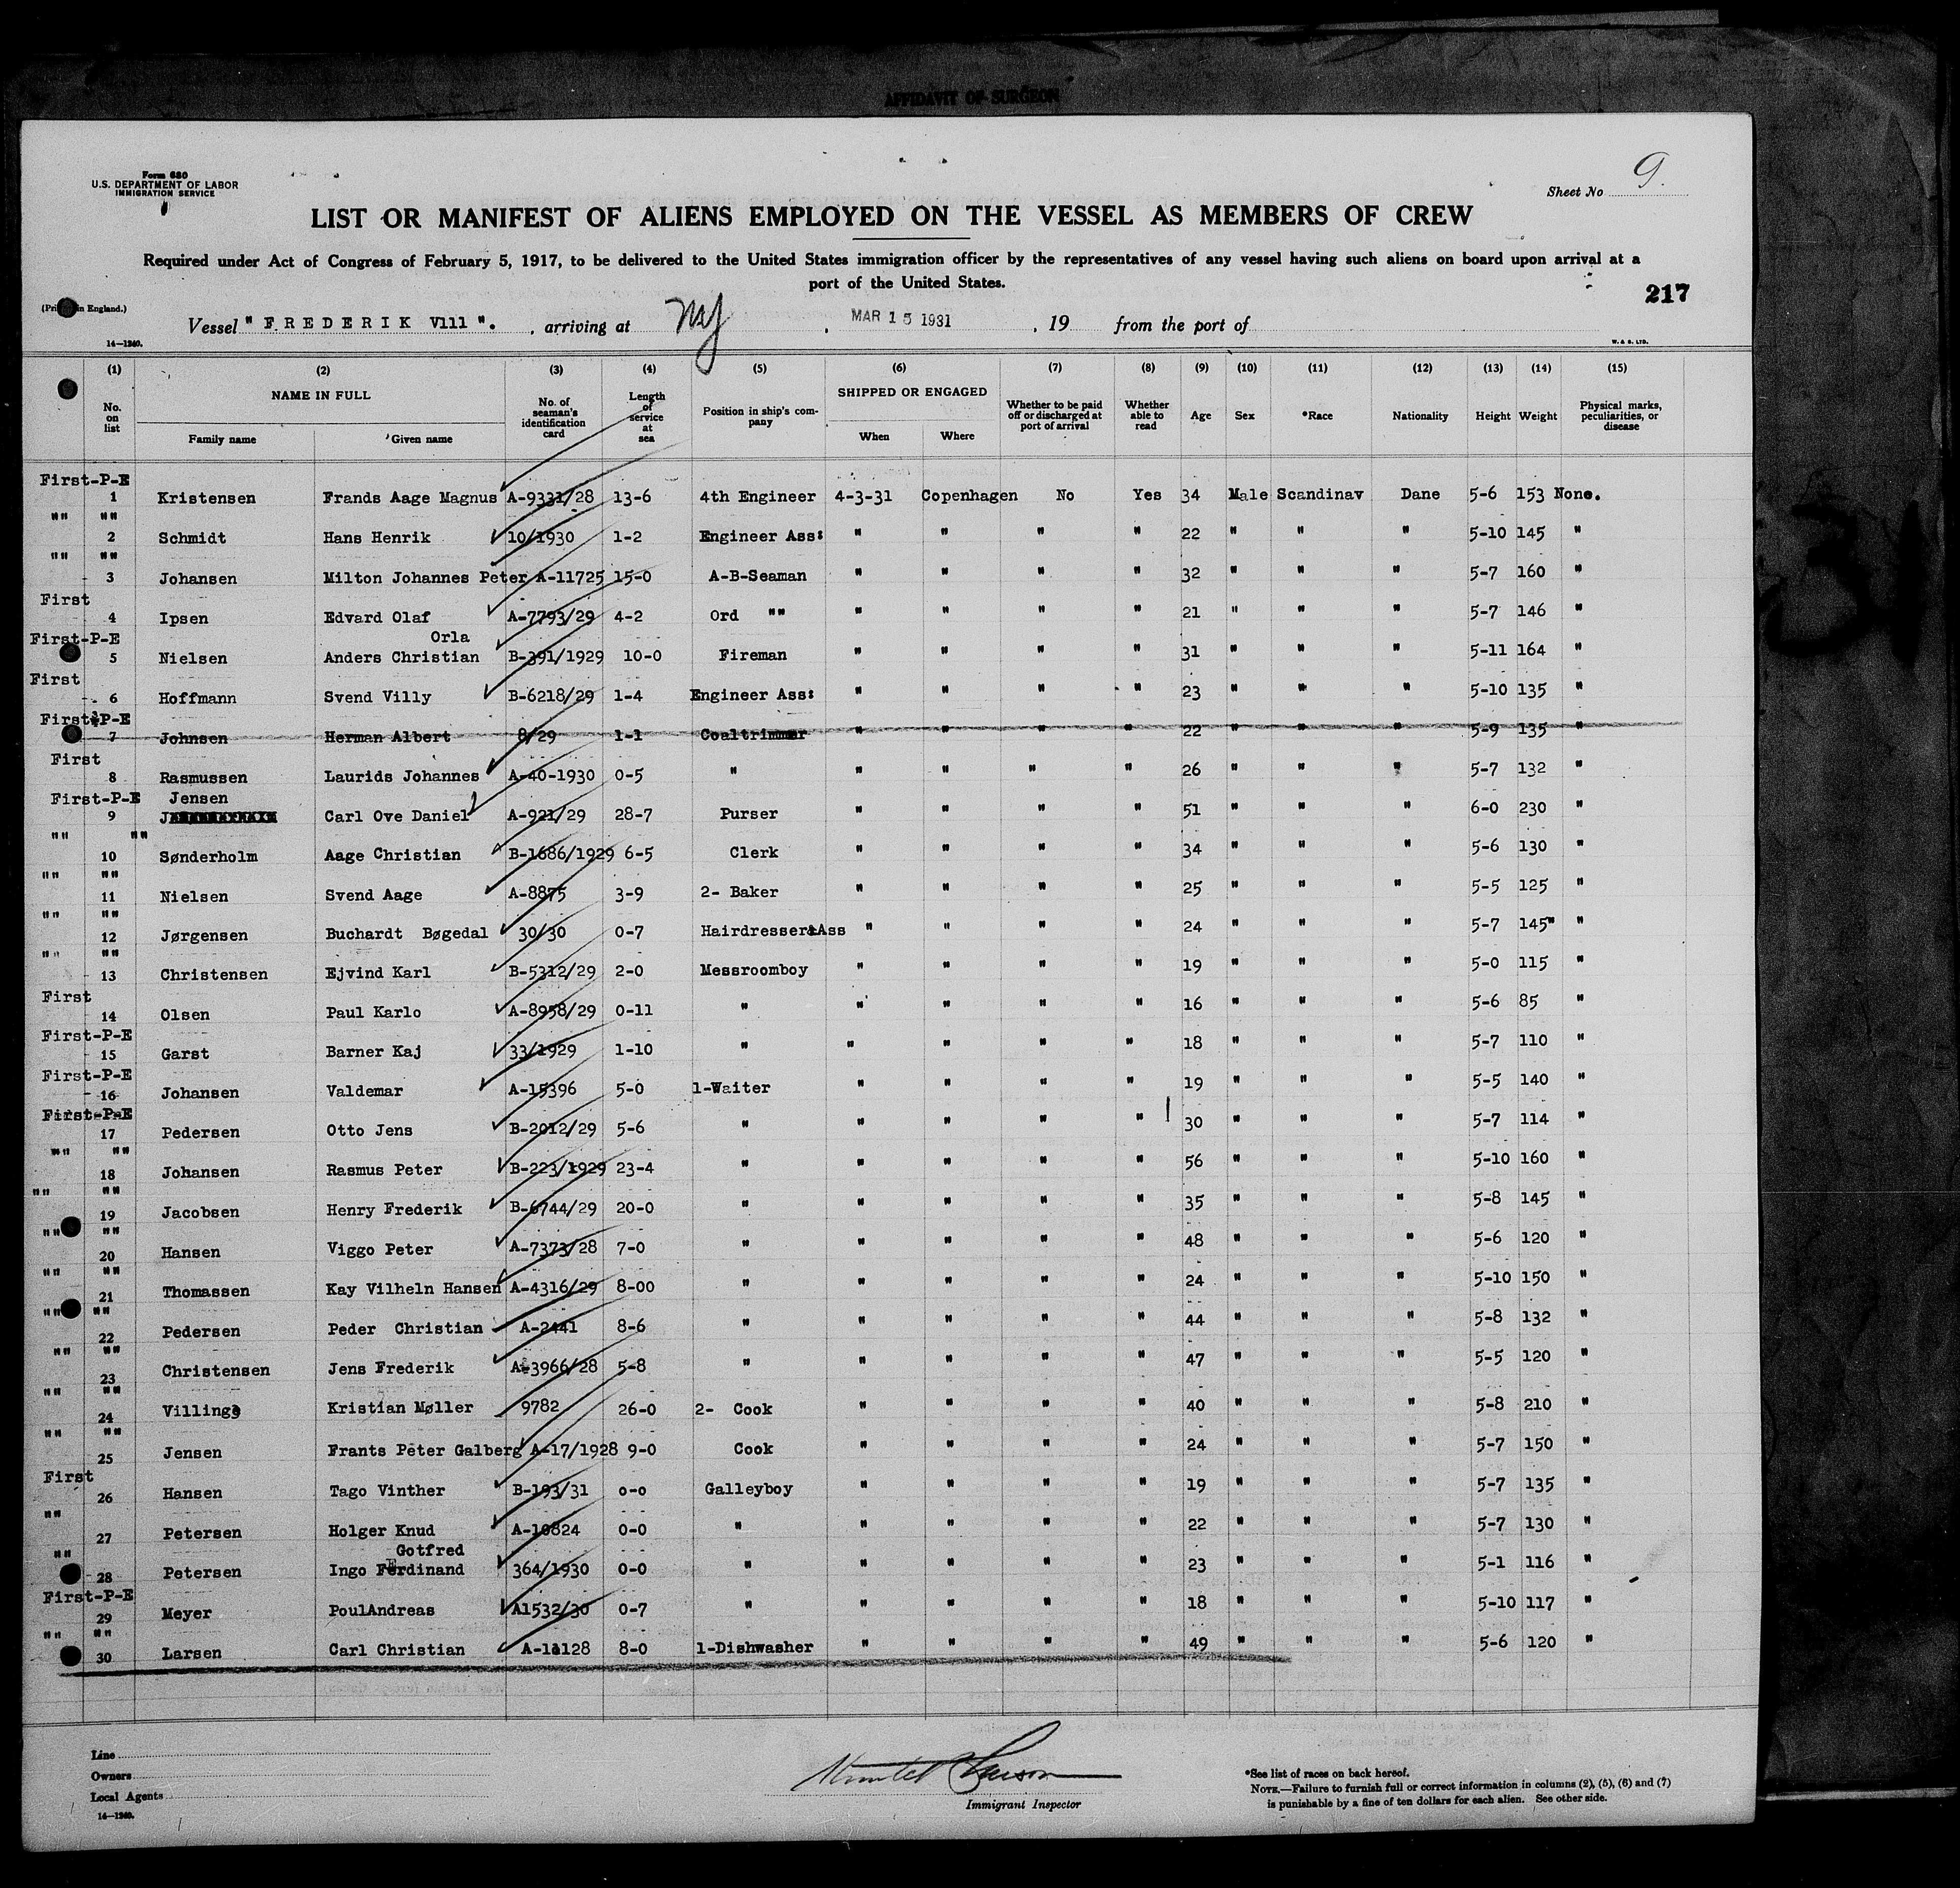 AFFIDAVIT OF SURGEON
Form 680
U.S. DEPARTMENT OF LABOR
IMMIGRATION SERVICE
Sheet No 9.
LIST OR MANIFEST OF ALIENS EMPLOYED ON THE VESSEL AS MEMBERS OF CREW
Required under Act of Congress of February 5, 1917, to be delivered to the United States immigration officer by the representatives of any vessel having such aliens on board upon arrival at a
port of the United States.
217
(Printed in England.)
Vessel " FREDERIK Vlll ". , arriving at NY , MAR 15 1931 , 19 from the port of
14—1240.
W. & S. LTD.
(1) (2) (3) (4) (5) (6) (7) (8) (9) (10) (11) (12) (13) (14) (15)
No. on list NAME IN FULL Family name Given name No. of seaman's identification card Length of service at sea Position in ship's company SHIPPED OR ENGAGED When Where Whether to be paid off or discharged at port of arrival Whether able to read Age Sex *Race Nationality Height Weight Physical marks, peculiarities, or disease
First-P-E
1 Kristensen Frands Aage Magnus A-9331/28 13-6 4th Engineer 4-3-31 Copenhagen No Yes 34 Male Scandinav Dane 5-6 153 None.
"" ""
2 Schmidt Hans Henrik 10/1930 1-2 Engineer Ass: " " " " 22 " " " 5-10 145 "
"" ""
3 Johansen Milton Johannes Peter A-11725 15-0 A-B-Seaman " " " " 32 " " " 5-7 160 "
First
4 Ipsen Edvard Olaf A-7793/29 4-2 Ord "" " " " " 21 " " " 5-7 146 "
First-P-E Orla
5 Nielsen Anders Christian B-391/1929 10-0 Fireman " " " " 31 " " " 5-11 164 "
First
6 Hoffmann Svend Villy B-6218/29 1-4 Engineer Ass: " " " " 23 " " " 5-10 135 "
First-P-E
7 Johnsen Herman Albert 8/29 1-1 Coaltrimmer " " " " 22 " " " 5-9 135 "
First
8 Rasmussen Laurids Johannes A-40-1930 0-5 " " " " " 26 " " " 5-7 132 "
First-P-E Jensen
9 Carl Ove Daniel A-921/29 28-7 Purser " " " " 51 " " " 6-0 230 "
"" ""
10 Sønderholm Aage Christian B-1686/1929 6-5 Clerk " " " " 34 " " " 5-6 130 "
"" ""
11 Nielsen Svend Aage A-8875 3-9 2- Baker " " " " 25 " " " 5-5 125 "
"" ""
12 Jørgensen Buchardt Bøgedal 30/30 0-7 Hairdresser&Ass " " " " 24 " " " 5-7 145" "
"" ""
13 Christensen Ejvind Karl B-5312/29 2-0 Messroomboy " " " " 19 " " " 5-0 115 "
First
14 Olsen Paul Karlo A-8958/29 0-11 " " " " " 16 " " " 5-6 85 "
First-P-E
15 Garst Barner Kaj 33/1929 1-10 " " " " " 18 " " " 5-7 110 "
First-P-E
16 Johansen Valdemar A-15396 5-0 1-Waiter " " " " 19 " " " 5-5 140 "
First-P-E
17 Pedersen Otto Jens B-2012/29 5-6 " " " " " 30 " " " 5-7 114 "
"" ""
18 Johansen Rasmus Peter B-223/1929 23-4 " " " " " 56 " " " 5-10 160 "
"" ""
19 Jacobsen Henry Frederik B-6744/29 20-0 " " " " " 35 " " " 5-8 145 "
"" ""
20 Hansen Viggo Peter A-7373/28 7-0 " " " " " 48 " " " 5-6 120 "
"" ""
21 Thomassen Kay Vilheln Hansen A-4316/29 8-00 " " " " " 24 " " " 5-10 150 "
"" ""
22 Pedersen Peder Christian A-2441 8-6 " " " " " 44 " " " 5-8 132 "
"" ""
23 Christensen Jens Frederik A-3966/28 5-8 " " " " " 47 " " " 5-5 120 "
"" ""
24 Kristian Møller 9782 26-0 2- Cook " " " " 40 " " " 5-8 210 "
"" ""
25 Jensen Frants Peter Galberg A-17/1928 9-0 Cook " " " " 24 " " " 5-7 150 "
First
26 Hansen Tago Vinther B-193/31 0-0 Galleyboy " " " " 19 " " " 5-7 135 "
""
27 Petersen Holger Knud A-10824 0-0 " " " " " 22 " " " 5-7 130 "
"" Gotfred
28 Petersen Ingo Ferdinand 364/1930 0-0 " " " " " 23 " " " 5-1 116 "
First-P-E
29 Meyer PoulAndreas A1532/30 0-7 " " " " " 18 " " " 5-10 117 "
"" ""
30 Larsen Carl Christian A-11128 8-0 1-Dishwasher " " " " 49 " " " 5-6 120 "
Line
Owners
Local Agents
14—1240.
Immigrant Inspector
*See list of races on back hereof.
NOTE.—Failure to furnish full or correct information in columns (2), (5), (6) and (7)
is punishable by a fine of ten dollars for each alien. See other side.